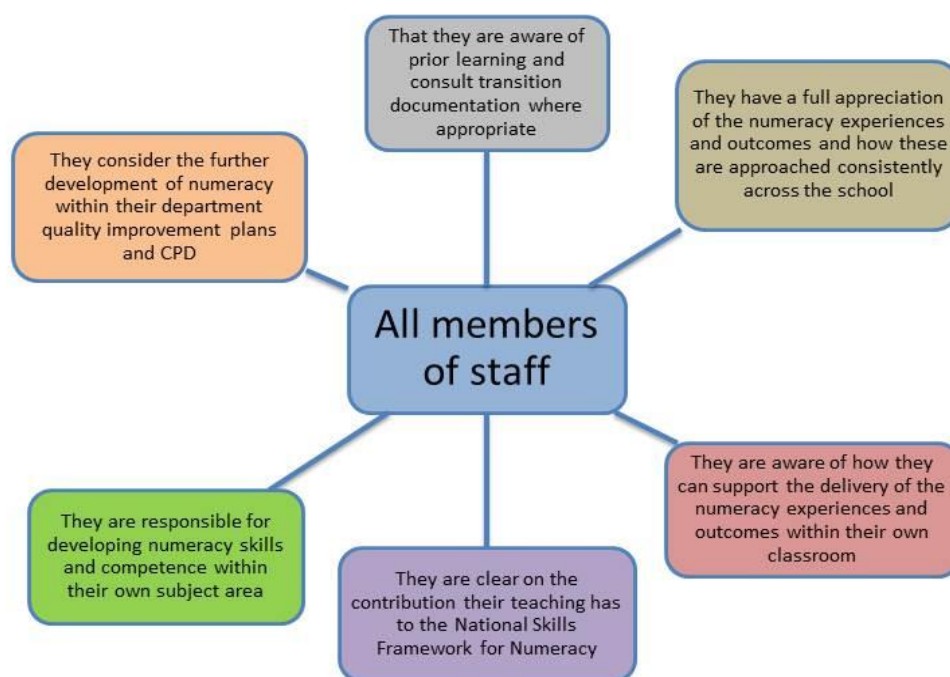 That they are aware of
prior learning and
consult transition
documentation where
appropriate
They have a full appreciation
of the numeracy experiences
and outcomes and how these
are approached consistently
across the school
They consider the further
development of numeracy
within their department
quality improvement plans
and CPD
All members
of staff
They are aware of how they
can support the delivery of the
numeracy experiences and
outcomes within their own
classroom
They are responsible for
developing numeracy skills
and competence within
their own subject area
They are clear on the
contribution their teaching has
to the National Skills
Framework for Numeracy